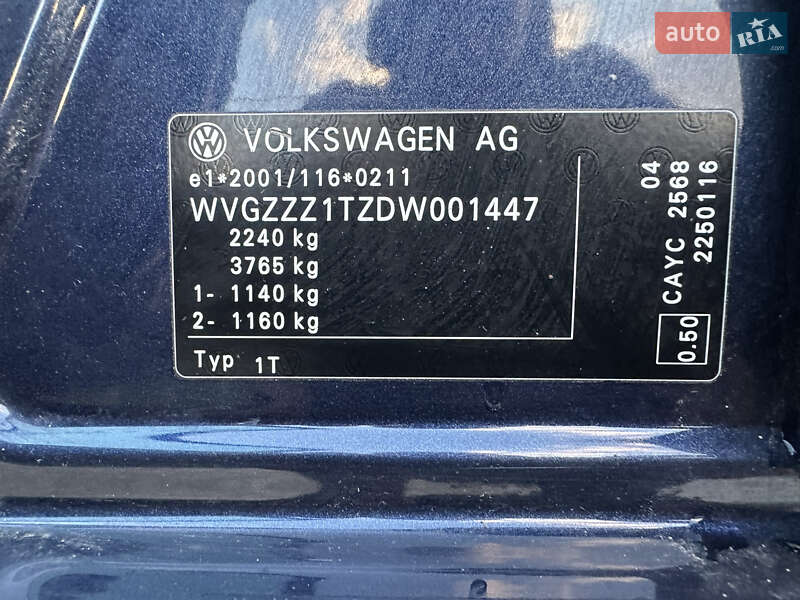 auto RIA .com
VOLKSWAGEN AG
e1*2001/116*0211
WVGZZZ1TZDW001447
2240 kg
3765 kg
1- 1140 kg
2- 1160 kg
Typ 1T
04
CAYC 2568
2250116
0.50